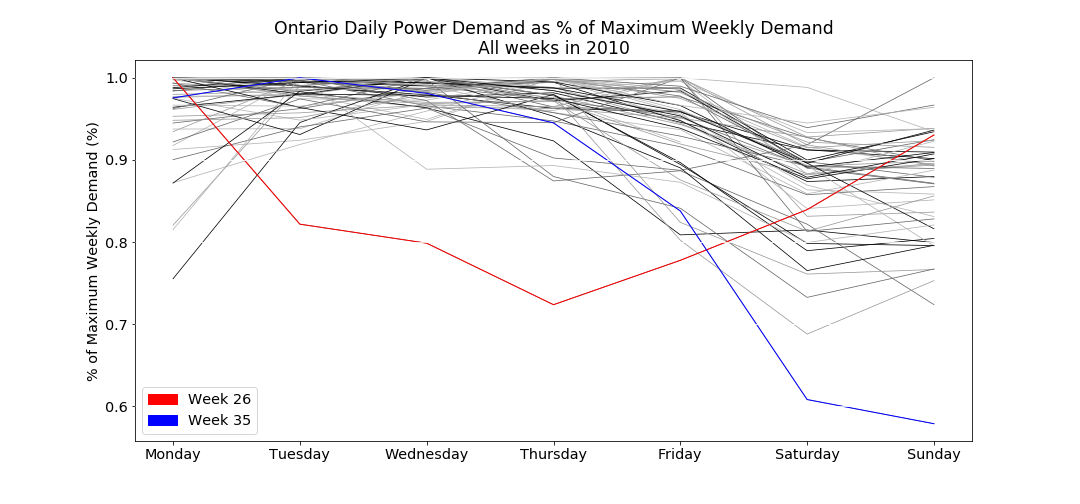 Ontario Daily Power Demand as % of Maximum Weekly Demand
All weeks in 2010
% of Maximum Weekly Demand (%)
1.0
0.9
0.8
0.7
0.6
Week 26
Week 35
Monday Tuesday Wednesday Thursday Friday Saturday Sunday